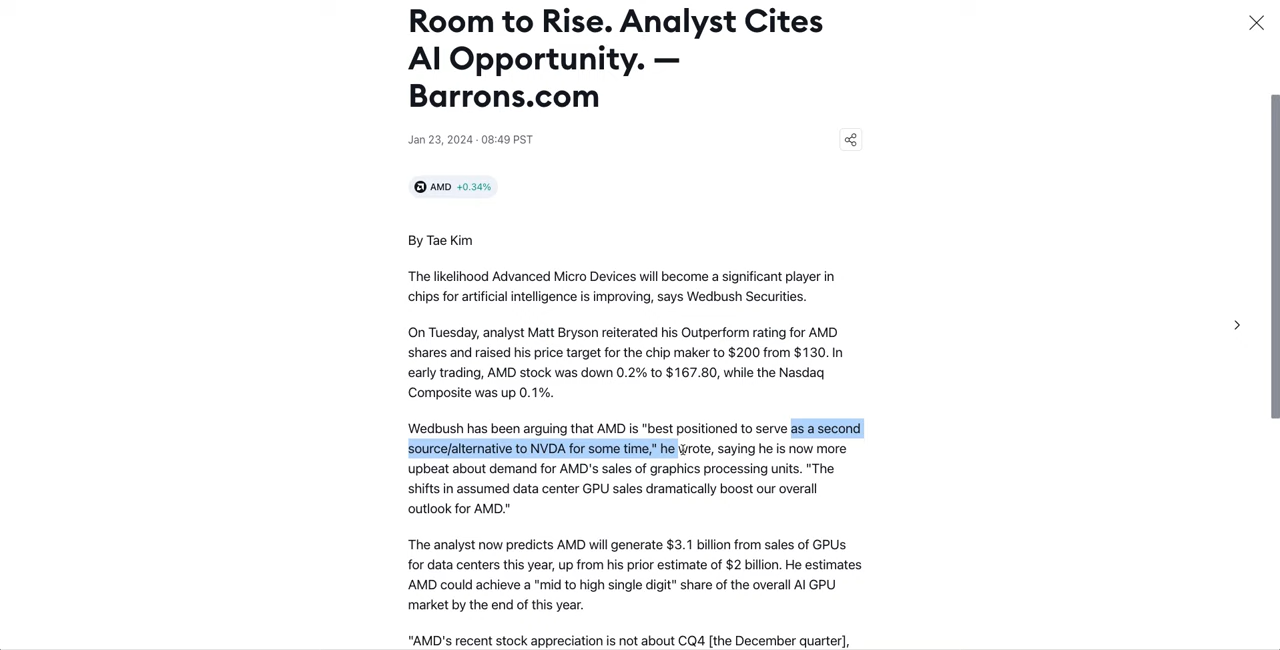 Room to Rise. Analyst Cites
AI Opportunity. —
Barrons.com
Jan 23, 2024 · 08:49 PST
AMD +0.34%
By Tae Kim
The likelihood Advanced Micro Devices will become a significant player in
chips for artificial intelligence is improving, says Wedbush Securities.
On Tuesday, analyst Matt Bryson reiterated his Outperform rating for AMD
shares and raised his price target for the chip maker to $200 from $130. In
early trading, AMD stock was down 0.2% to $167.80, while the Nasdaq
Composite was up 0.1%.
Wedbush has been arguing that AMD is "best positioned to serve as a second
source/alternative to NVDA for some time," he wrote, saying he is now more
upbeat about demand for AMD's sales of graphics processing units. "The
shifts in assumed data center GPU sales dramatically boost our overall
outlook for AMD."
The analyst now predicts AMD will generate $3.1 billion from sales of GPUs
for data centers this year, up from his prior estimate of $2 billion. He estimates
AMD could achieve a "mid to high single digit" share of the overall AI GPU
market by the end of this year.
"AMD's recent stock appreciation is not about CQ4 [the December quarter],